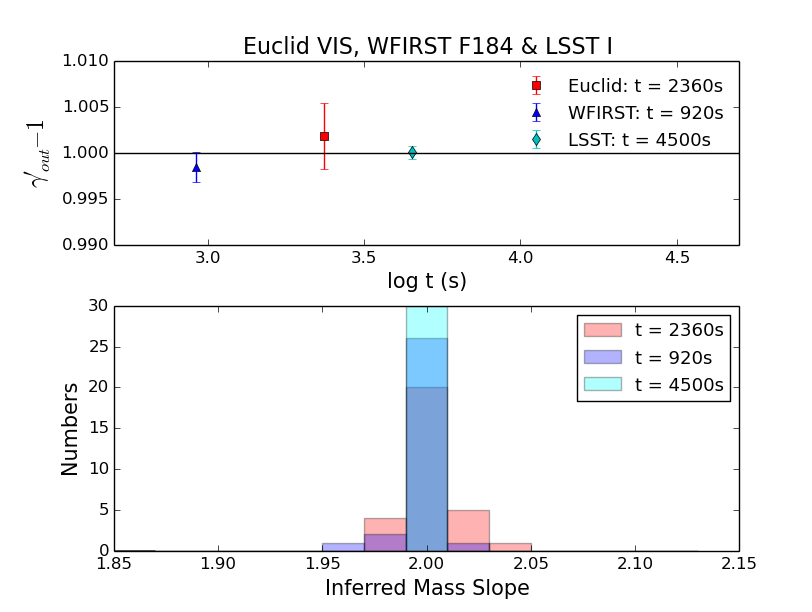 Euclid VIS, WFIRST F184 & LSST I
1.010
1.005
1.000
0.995
0.990
γ′out−1
Euclid: t = 2360s
WFIRST: t = 920s
LSST: t = 4500s
3.0 3.5 4.0 4.5
log t (s)
30
25
20
15
10
5
0
Numbers
t = 2360s
t = 920s
t = 4500s
1.85 1.90 1.95 2.00 2.05 2.10 2.15
Inferred Mass Slope